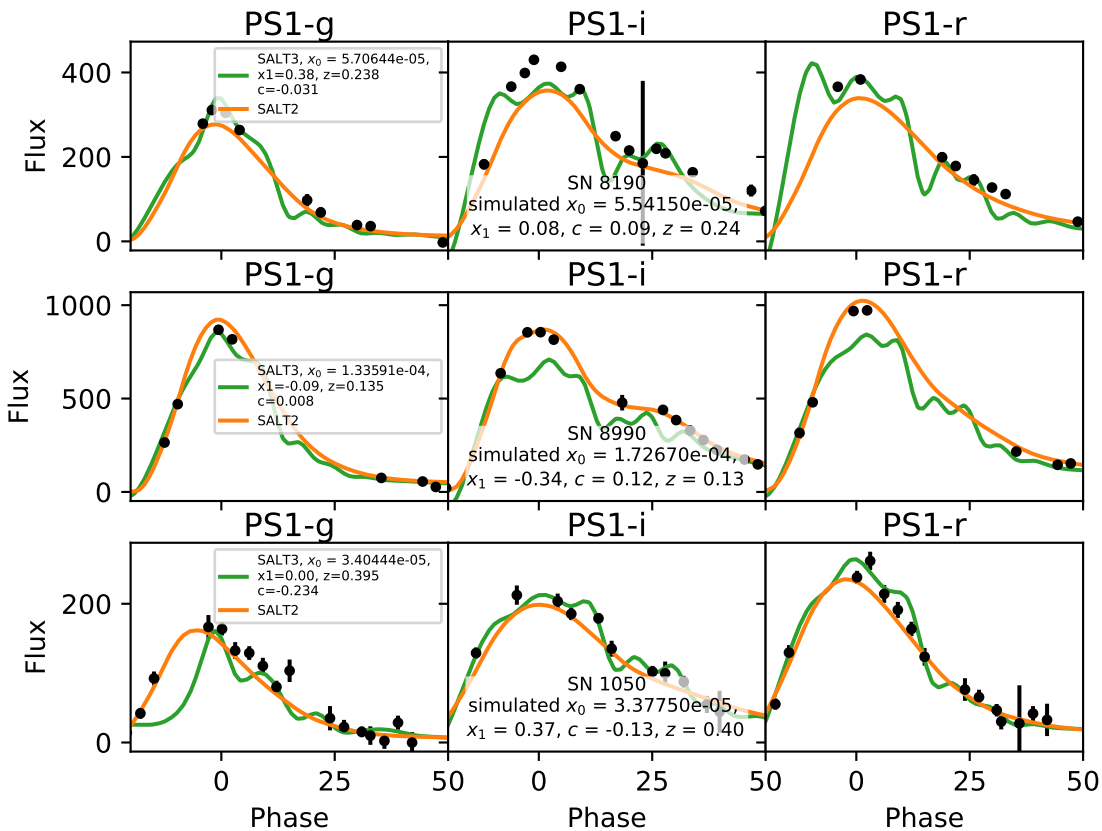 PS1-g PS1-i PS1-r
Flux
400
200
0
SALT3, x₀ = 5.70644e-05,
x1=0.38, z=0.238
c=-0.031
SALT2
SN 8190
simulated x₀ = 5.54150e-05,
x₁ = 0.08, c = 0.09, z = 0.24
PS1-g PS1-i PS1-r
Flux
1000
500
0
SALT3, x₀ = 1.33591e-04,
x1=-0.09, z=0.135
c=0.008
SALT2
SN 8990
simulated x₀ = 1.72670e-04,
x₁ = -0.34, c = 0.12, z = 0.13
PS1-g PS1-i PS1-r
Flux
200
0
SALT3, x₀ = 3.40444e-05,
x1=0.00, z=0.395
c=-0.234
SALT2
SN 1050
simulated x₀ = 3.37750e-05,
x₁ = 0.37, c = -0.13, z = 0.40
0 25 50 0 25 50 0 25 50
Phase Phase Phase